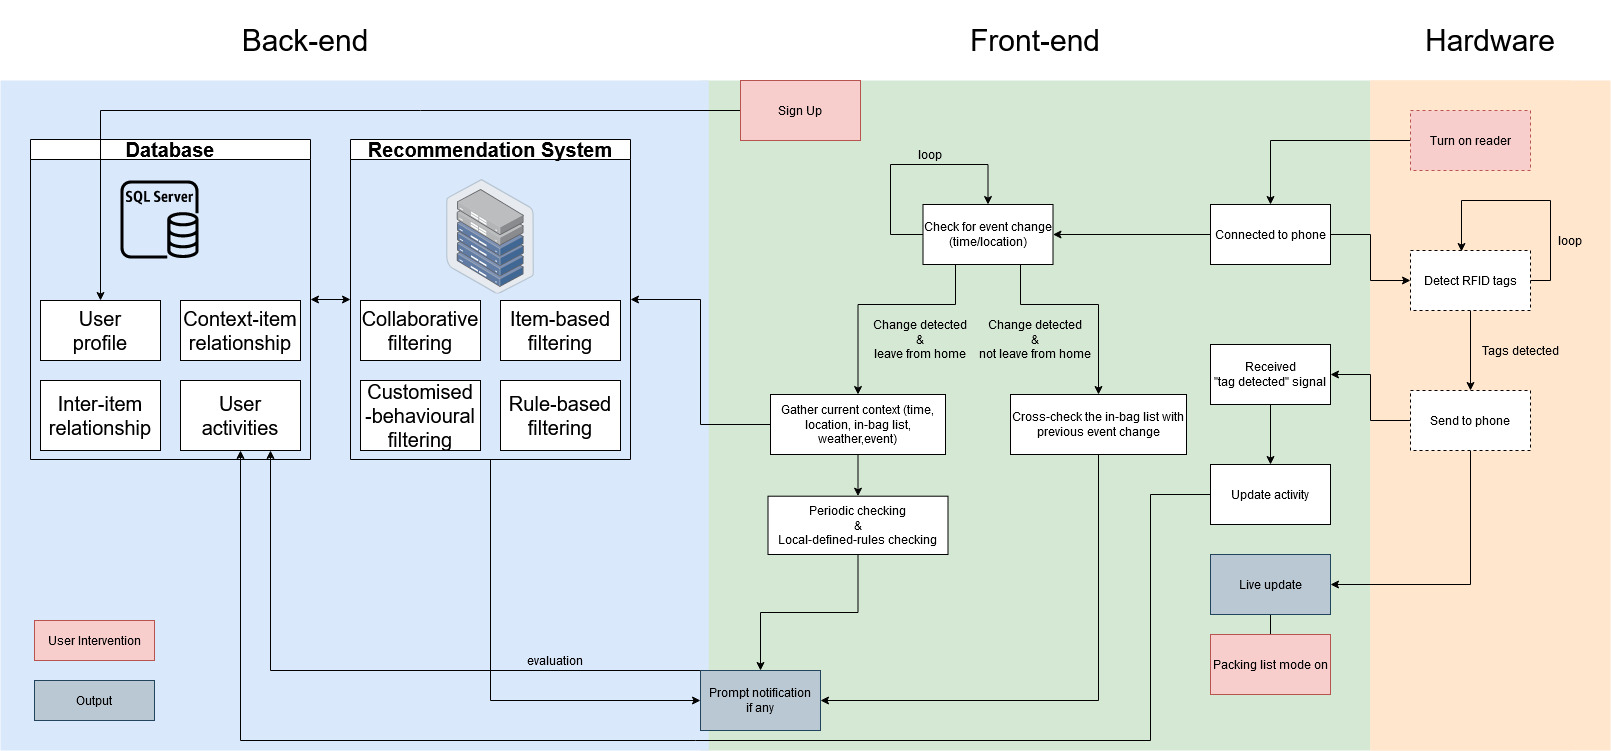 Back-end
Front-end
Hardware
Sign Up
Turn on reader
Database
Recommendation System
SQL Server
loop
Check for event change
(time/location)
Connected to phone
loop
Detect RFID tags
User
profile
Context-item
relationship
Collaborative
filtering
Item-based
filtering
Change detected
&
leave from home
Change detected
&
not leave from home
Tags detected
Received
"tag detected" signal
Inter-item
relationship
User
activities
Customised
-behavioural
filtering
Rule-based
filtering
Gather current context (time,
location, in-bag list,
weather,event)
Cross-check the in-bag list with
previous event change
Send to phone
Update activity
Periodic checking
&
Local-defined-rules checking
Live update
User Intervention
Packing list mode on
evaluation
Output
Prompt notification
if any